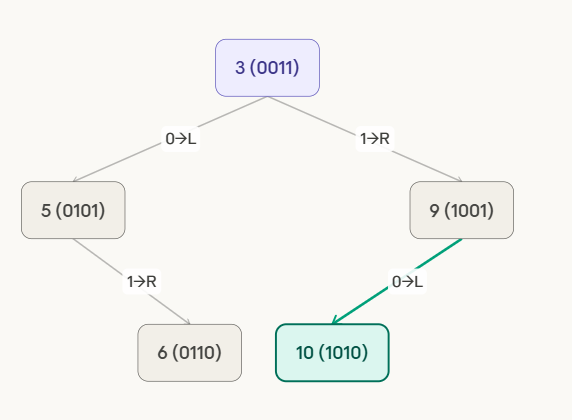 3 (0011)
0→L
1→R
5 (0101)
9 (1001)
1→R
0→L
6 (0110)
10 (1010)